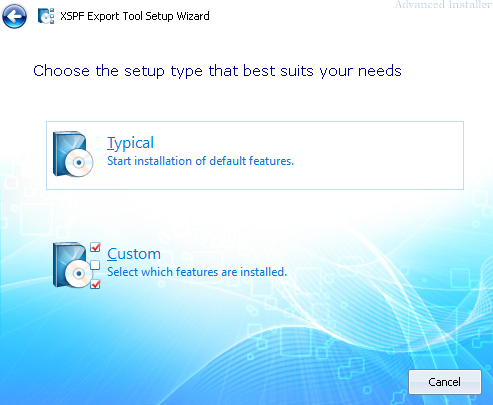 Advanced Installer
XSPF Export Tool Setup Wizard
Choose the setup type that best suits your needs
Typical
Start installation of default features.
Custom
Select which features are installed.
Cancel